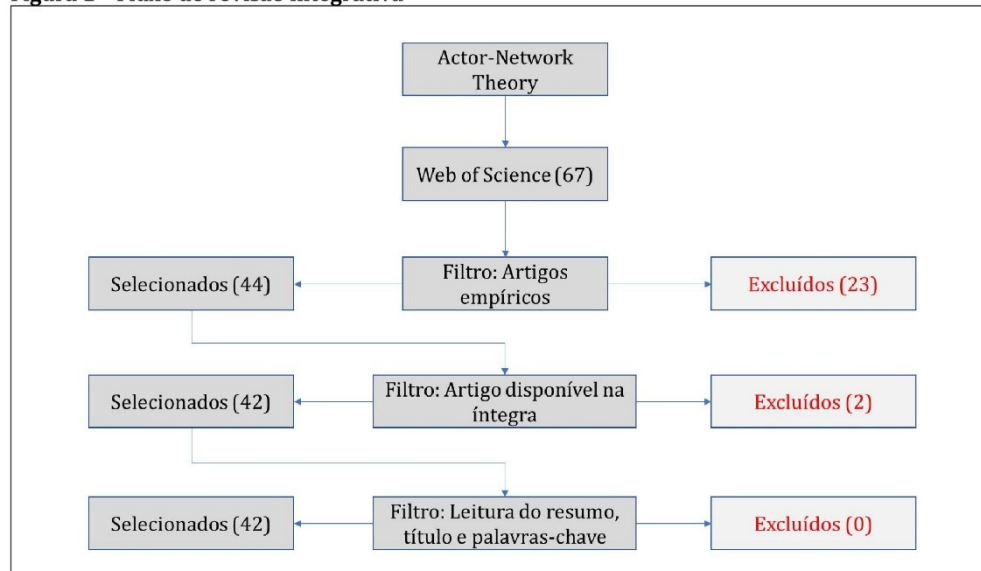 Actor-Network
Theory
Web of Science (67)
Selecionados (44)
Filtro: Artigos
empíricos
Excluídos (23)
Selecionados (42)
Filtro: Artigo disponível na
íntegra
Excluídos (2)
Selecionados (42)
Filtro: Leitura do resumo,
título e palavras-chave
Excluídos (0)